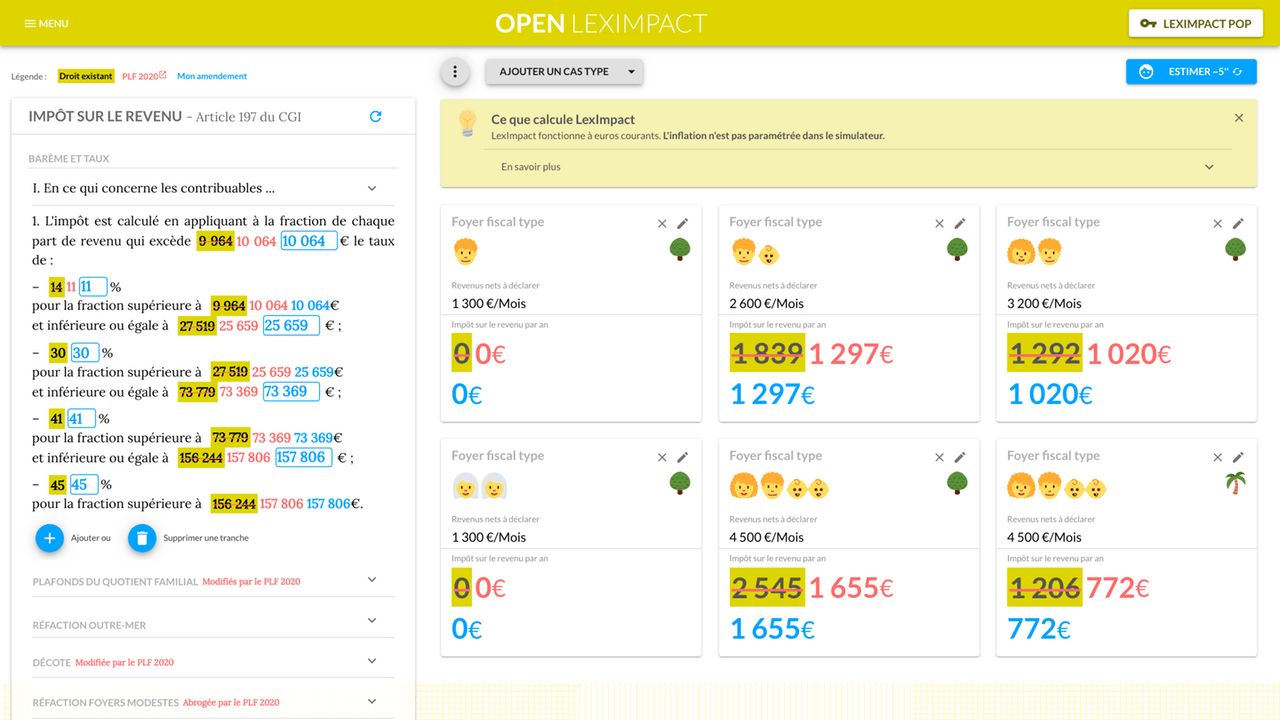 MENU
OPEN LEXIMPACT
LEXIMPACT POP
Légende : Droit existant PLF 2020 Mon amendement
AJOUTER UN CAS TYPE
ESTIMER ~5"
IMPÔT SUR LE REVENU - Article 197 du CGI
BARÈME ET TAUX
I. En ce qui concerne les contribuables ...
1. L'impôt est calculé en appliquant à la fraction de chaque
part de revenu qui excède 9 964 10 064 10 064 € le taux
de :
– 14 11 11 %
pour la fraction supérieure à 9 964 10 064 10 064€
et inférieure ou égale à 27 519 25 659 25 659 € ;
– 30 30 %
pour la fraction supérieure à 27 519 25 659 25 659€
et inférieure ou égale à 73 779 73 369 73 369 € ;
– 41 41 %
pour la fraction supérieure à 73 779 73 369 73 369€
et inférieure ou égale à 156 244 157 806 157 806 € ;
– 45 45 %
pour la fraction supérieure à 156 244 157 806 157 806€.
Ajouter ou Supprimer une tranche
PLAFONDS DU QUOTIENT FAMILIAL Modifiés par le PLF 2020
RÉFACTION OUTRE-MER
DÉCOTE Modifiée par le PLF 2020
RÉFACTION FOYERS MODESTES Abrogée par le PLF 2020
Ce que calcule LexImpact
LexImpact fonctionne à euros courants. L'inflation n'est pas paramétrée dans le simulateur.
En savoir plus
Foyer fiscal type
Revenus nets à déclarer
1 300 €/Mois
Impôt sur le revenu par an
0 0€
0€
Foyer fiscal type
Revenus nets à déclarer
2 600 €/Mois
Impôt sur le revenu par an
1 839 1 297€
1 297€
Foyer fiscal type
Revenus nets à déclarer
3 200 €/Mois
Impôt sur le revenu par an
1 292 1 020€
1 020€
Foyer fiscal type
Revenus nets à déclarer
1 300 €/Mois
Impôt sur le revenu par an
0 0€
0€
Foyer fiscal type
Revenus nets à déclarer
4 500 €/Mois
Impôt sur le revenu par an
2 545 1 655€
1 655€
Foyer fiscal type
Revenus nets à déclarer
4 500 €/Mois
Impôt sur le revenu par an
1 206 772€
772€